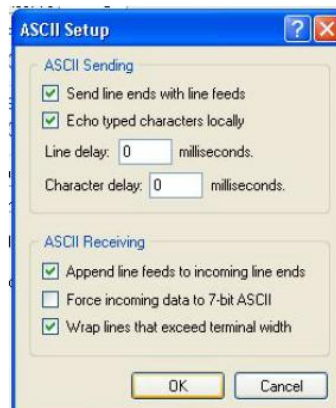 ASCII Setup
ASCII Sending
Send line ends with line feeds
Echo typed characters locally
Line delay: 0 milliseconds.
Character delay: 0 milliseconds.
ASCII Receiving
Append line feeds to incoming line ends
Force incoming data to 7-bit ASCII
Wrap lines that exceed terminal width
OK Cancel